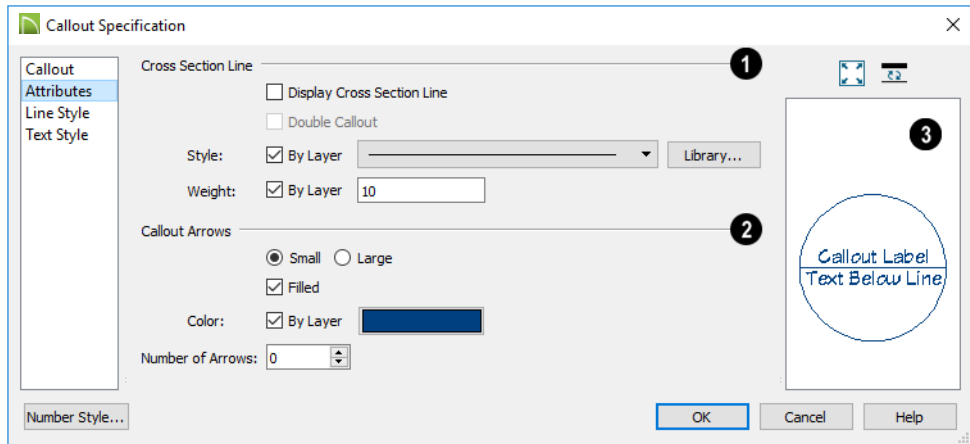 Callout Specification
Callout
Attributes
Line Style
Text Style
Cross Section Line
1
Display Cross Section Line
Double Callout
Style:
By Layer
Library...
Weight:
By Layer
10
Callout Arrows
2
Small
Large
Filled
Color:
By Layer
Number of Arrows:
0
3
Callout Label
Text Below Line
Number Style...
OK
Cancel
Help